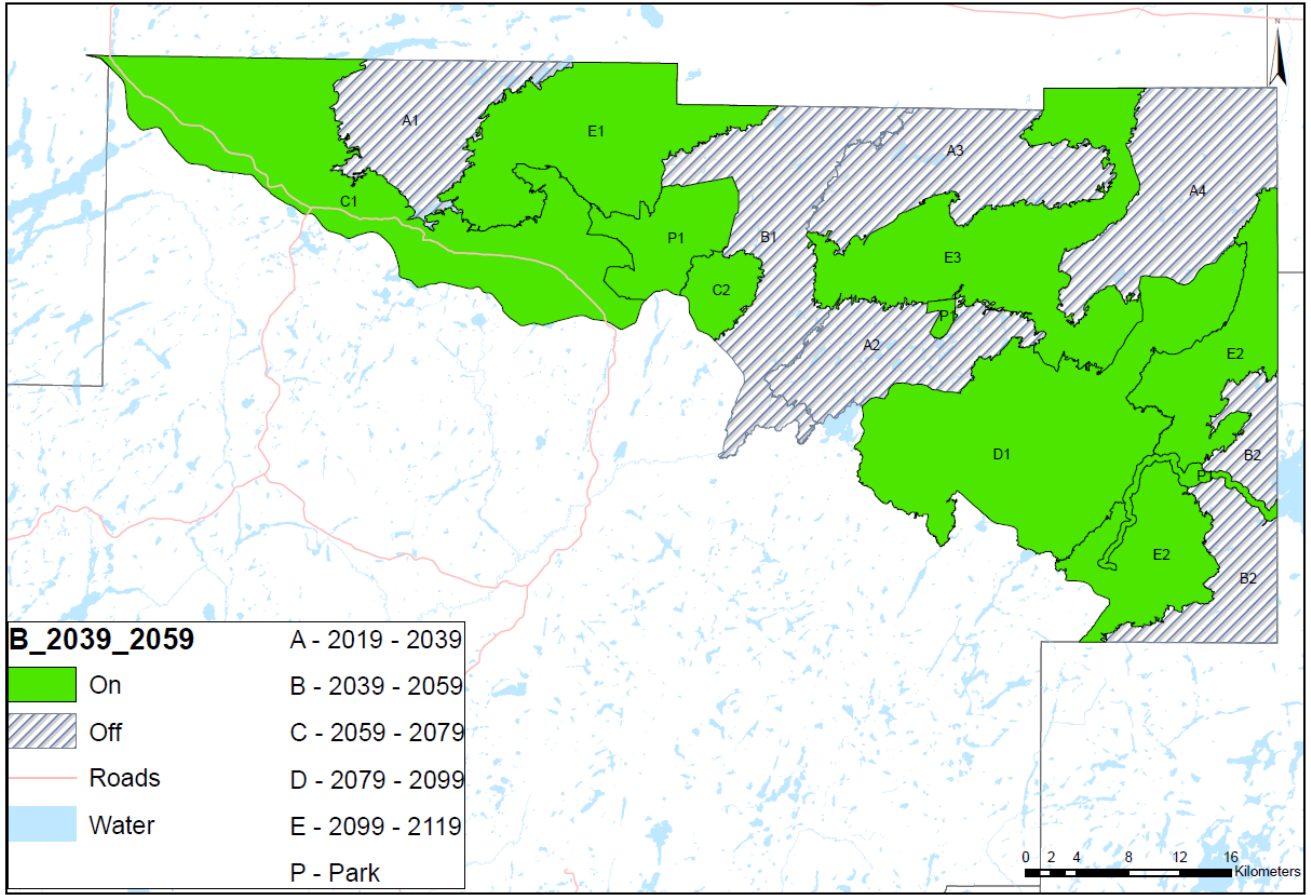 N
A1
E1
A3
A4
C1
P1
B1
E3
C2
P1
A2
E2
D1
B2
P1
E2
B2
B_2039_2059
On
Off
Roads
Water
A - 2019 - 2039
B - 2039 - 2059
C - 2059 - 2079
D - 2079 - 2099
E - 2099 - 2119
P - Park
0 2 4 8 12 16
Kilometers